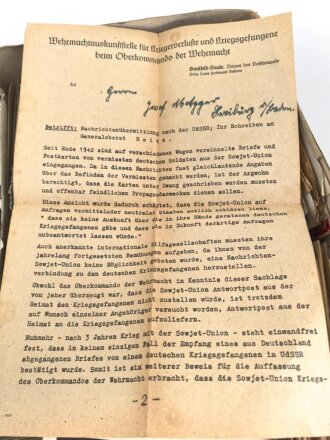 Wehrmachtauskunftstelle für Kriegerverluste und Kriegsgefangene
beim Oberkommando der Wehrmacht
An
Herrn
Josef
Freiburg
Betrifft: Nachrichtenübermittlung nach der UdSSR; Ihr Schreiben an
Generaloberst
Seit Ende 1942 sind auf verschiedenen Wegen vereinzelte Briefe und
Postkarten von vermissten deutschen Soldaten aus der Sowjet-Union
eingegangen. Da in diesen Nachrichten fast gleichlautende Angaben
über das Befinden der Vermissten gemacht werden, ist der Argwohn
berechtigt, dass die Karten unter Zwang geschrieben werden mussten
und offenbar feindlichen Propagandazwecken dienen sollen.
Diese Ansicht wurde dadurch erhärtet, dass die Sowjet-Union auf
Anfragen vermittelnder neutraler Staaten amtlich erklären liess,
"dass sie keine Auskunft über die in ihre Hände geratenen deutschen
Kriegsgefangenen gäbe und dass sie in Zukunft derartige Anfragen
unbeantwortet lassen würde."
Auch anerkannte internationale Hilfsgesellschaften mussten ihre
jahrelang fortgesetzten Bemühungen aufgeben, da ihnen von der
Sowjet-Union keine Möglichkeit geboten wurde, eine Nachrichten-
verbindung zu den deutschen Kriegsgefangenen herzustellen.
Obwohl das Oberkommando der Wehrmacht in Kenntnis dieser Sachlage
von jeher überzeugt war, dass die Sowjet-Union Antwortpost aus der
Heimat den Kriegsgefangenen nicht zustellen würde, ist trotzdem
auf Wunsch einzelner Angehöriger versucht worden, Antwortpost aus der
Heimat an die Kriegsgefangenen aufzuliefern.
Nunmehr - nach 3 Jahren Krieg mit der Sowjet-Union - steht einwandfrei
fest, dass in keinem einzigen Fall der Empfang eines aus Deutschland
abgegangenen Briefes von einem deutschen Kriegsgefangenen in UdSSR
bestätigt wurde. Somit ist ein weiterer Beweis für die Auffassung
des Oberkommandos der Wehrmacht erbracht, dass die Sowjet-Union Kriegs-
-2-